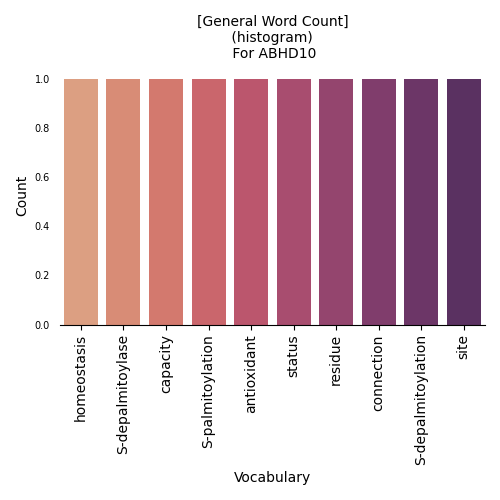 [General Word Count]
(histogram)
For ABHD10
1.0
0.8
0.6
0.4
0.2
0.0
Count
homeostasis
S-depalmitoylase
capacity
S-palmitoylation
antioxidant
status
residue
connection
S-depalmitoylation
site
Vocabulary